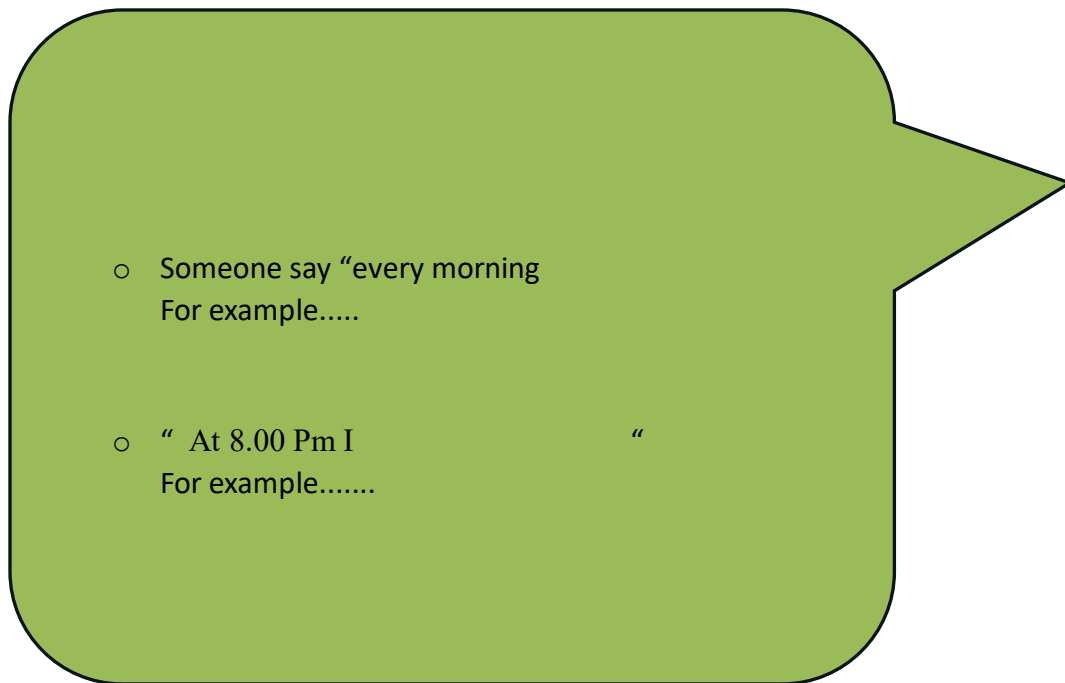 o Someone say “every morning
For example.....
o “ At 8.00 Pm I “
For example.......